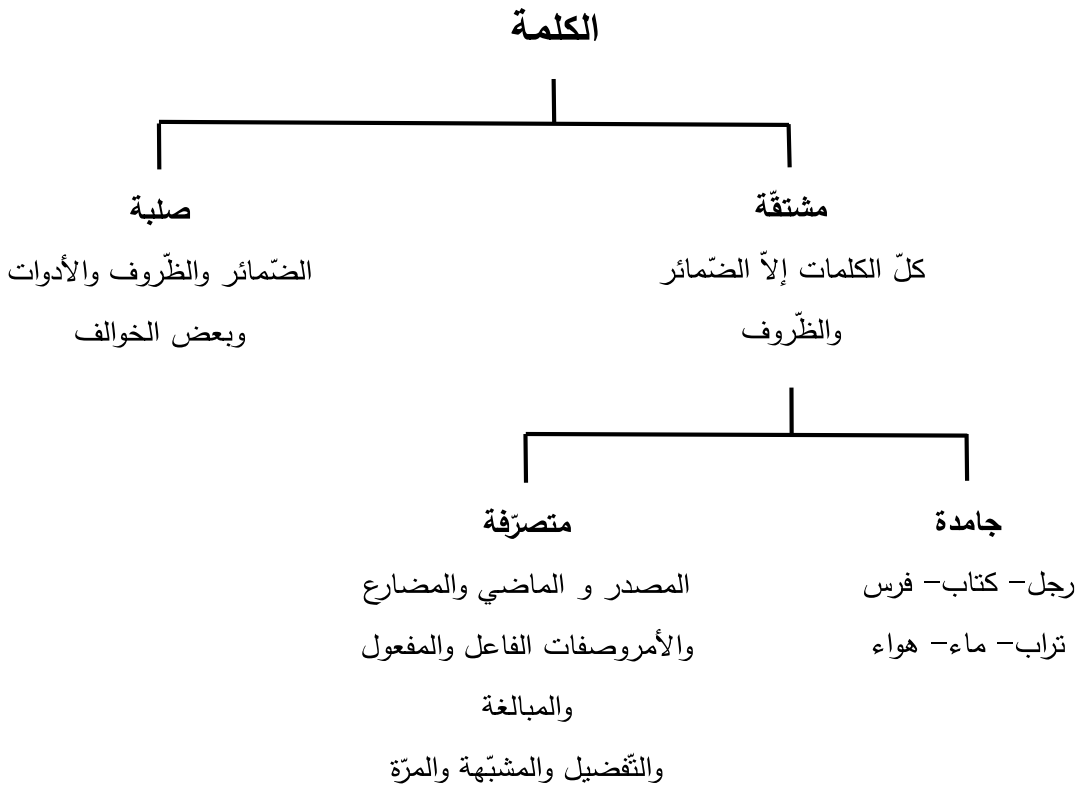 الكلمة
مشتقّة
صلبة
كلّ الكلمات إلاّ الضّمائر
والظّروف
الضّمائر والظّروف والأدوات
وبعض الخوالف
جامدة
متصرّفة
رجل– كتاب– فرس
تراب– ماء– هواء
المصدر و الماضي والمضارع
والأمروصفات الفاعل والمفعول
والمبالغة
والتّفضيل والمشبّهة والمرّة